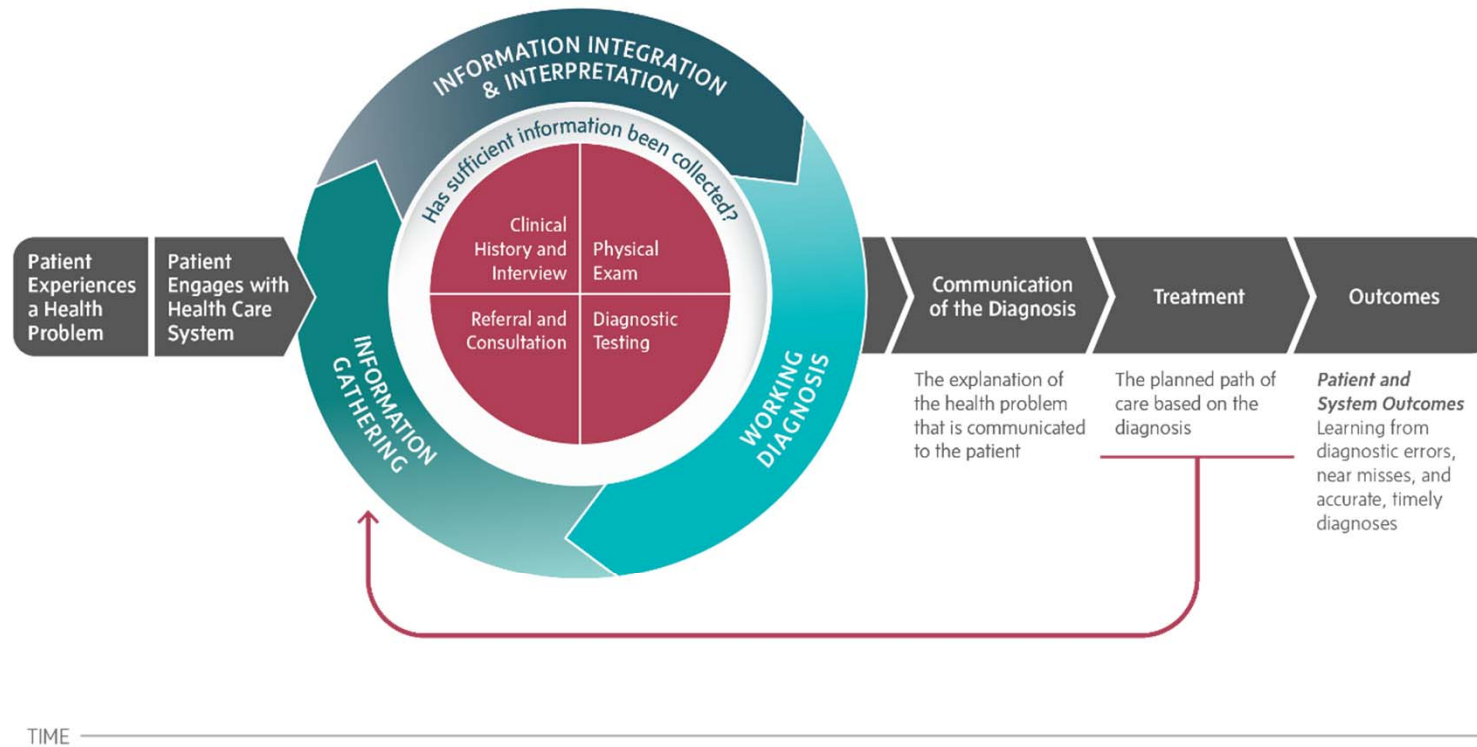 INFORMATION INTEGRATION
& INTERPRETATION
Has sufficient information been collected?
Clinical
History and
Interview
Physical
Exam
Referral and
Consultation
Diagnostic
Testing
INFORMATION
GATHERING
WORKING
DIAGNOSIS
Patient
Experiences
a Health
Problem
Patient
Engages with
Health Care
System
Communication
of the Diagnosis
Treatment
Outcomes
The explanation of
the health problem
that is communicated
to the patient
The planned path of
care based on the
diagnosis
Patient and
System Outcomes
Learning from
diagnostic errors,
near misses, and
accurate, timely
diagnoses
TIME